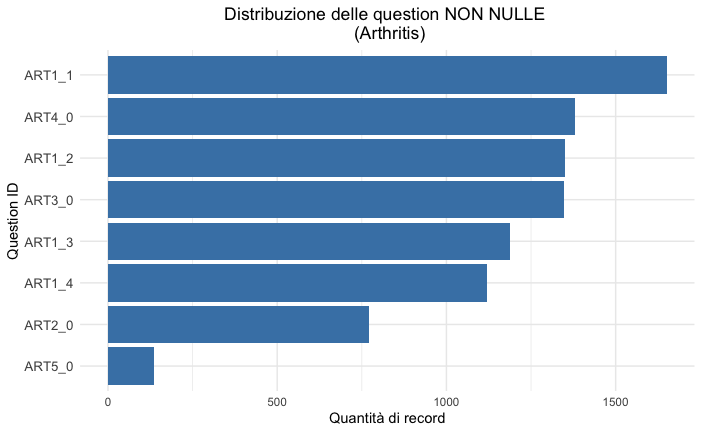 Distribuzione delle question NON NULLE
(Arthritis)
Question ID
ART1_1
ART4_0
ART1_2
ART3_0
ART1_3
ART1_4
ART2_0
ART5_0
0
500
1000
1500
Quantità di record